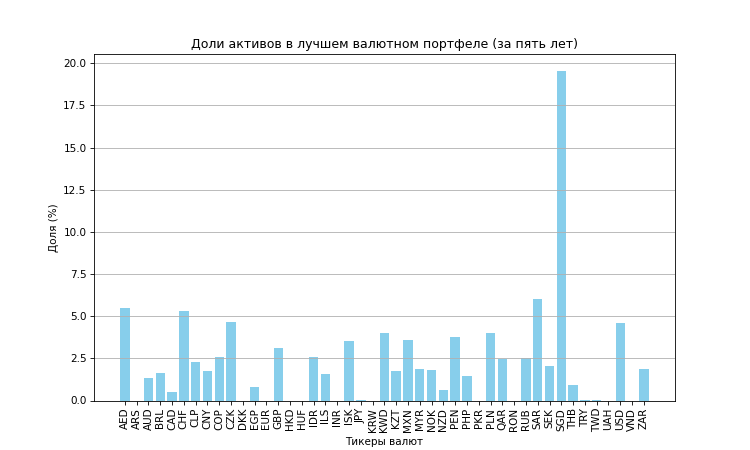 Доли активов в лучшем валютном портфеле (за пять лет)
Доля (%)
20.0
17.5
15.0
12.5
10.0
7.5
5.0
2.5
0.0
AED ARS AUD BRL CAD CHF CLP CNY COP CZK DKK EGP EUR GBP HKD HUF IDR ILS INR ISK JPY KRW KWD KZT MXN MYR NOK NZD PEN PHP PKR PLN QAR RON RUB SAR SEK SGD THB TRY TWD UAH USD VND ZAR
Тикеры валют